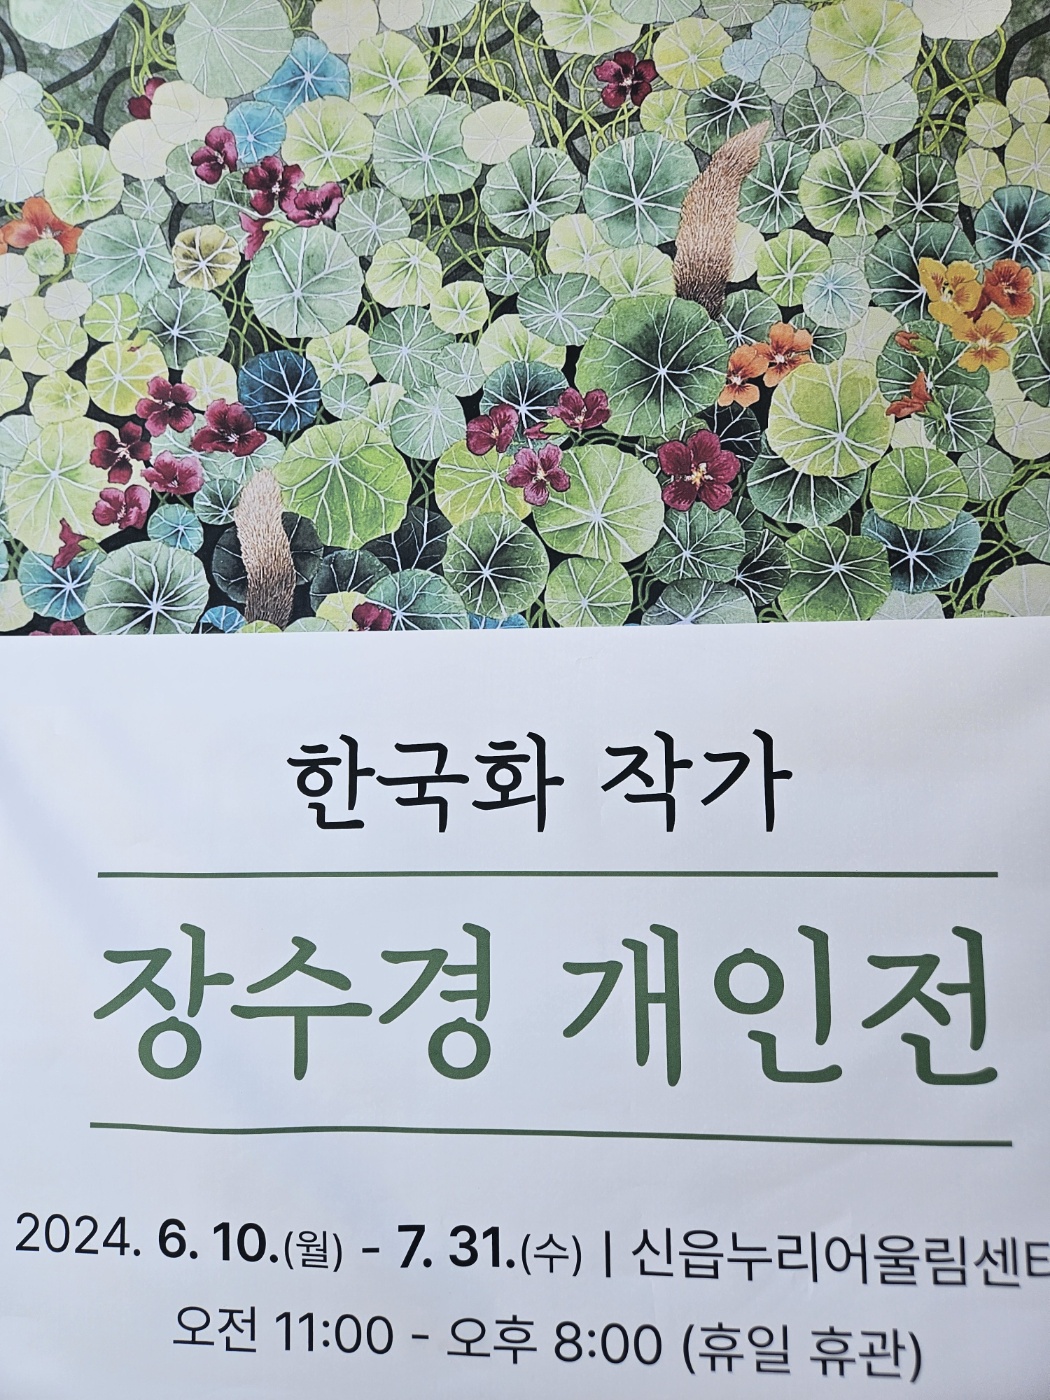 한국화 작가
장수경 개인전
2024. 6. 10.(월) - 7. 31.(수) | 신읍누리어울림센터
오전 11:00 - 오후 8:00 (휴일 휴관)